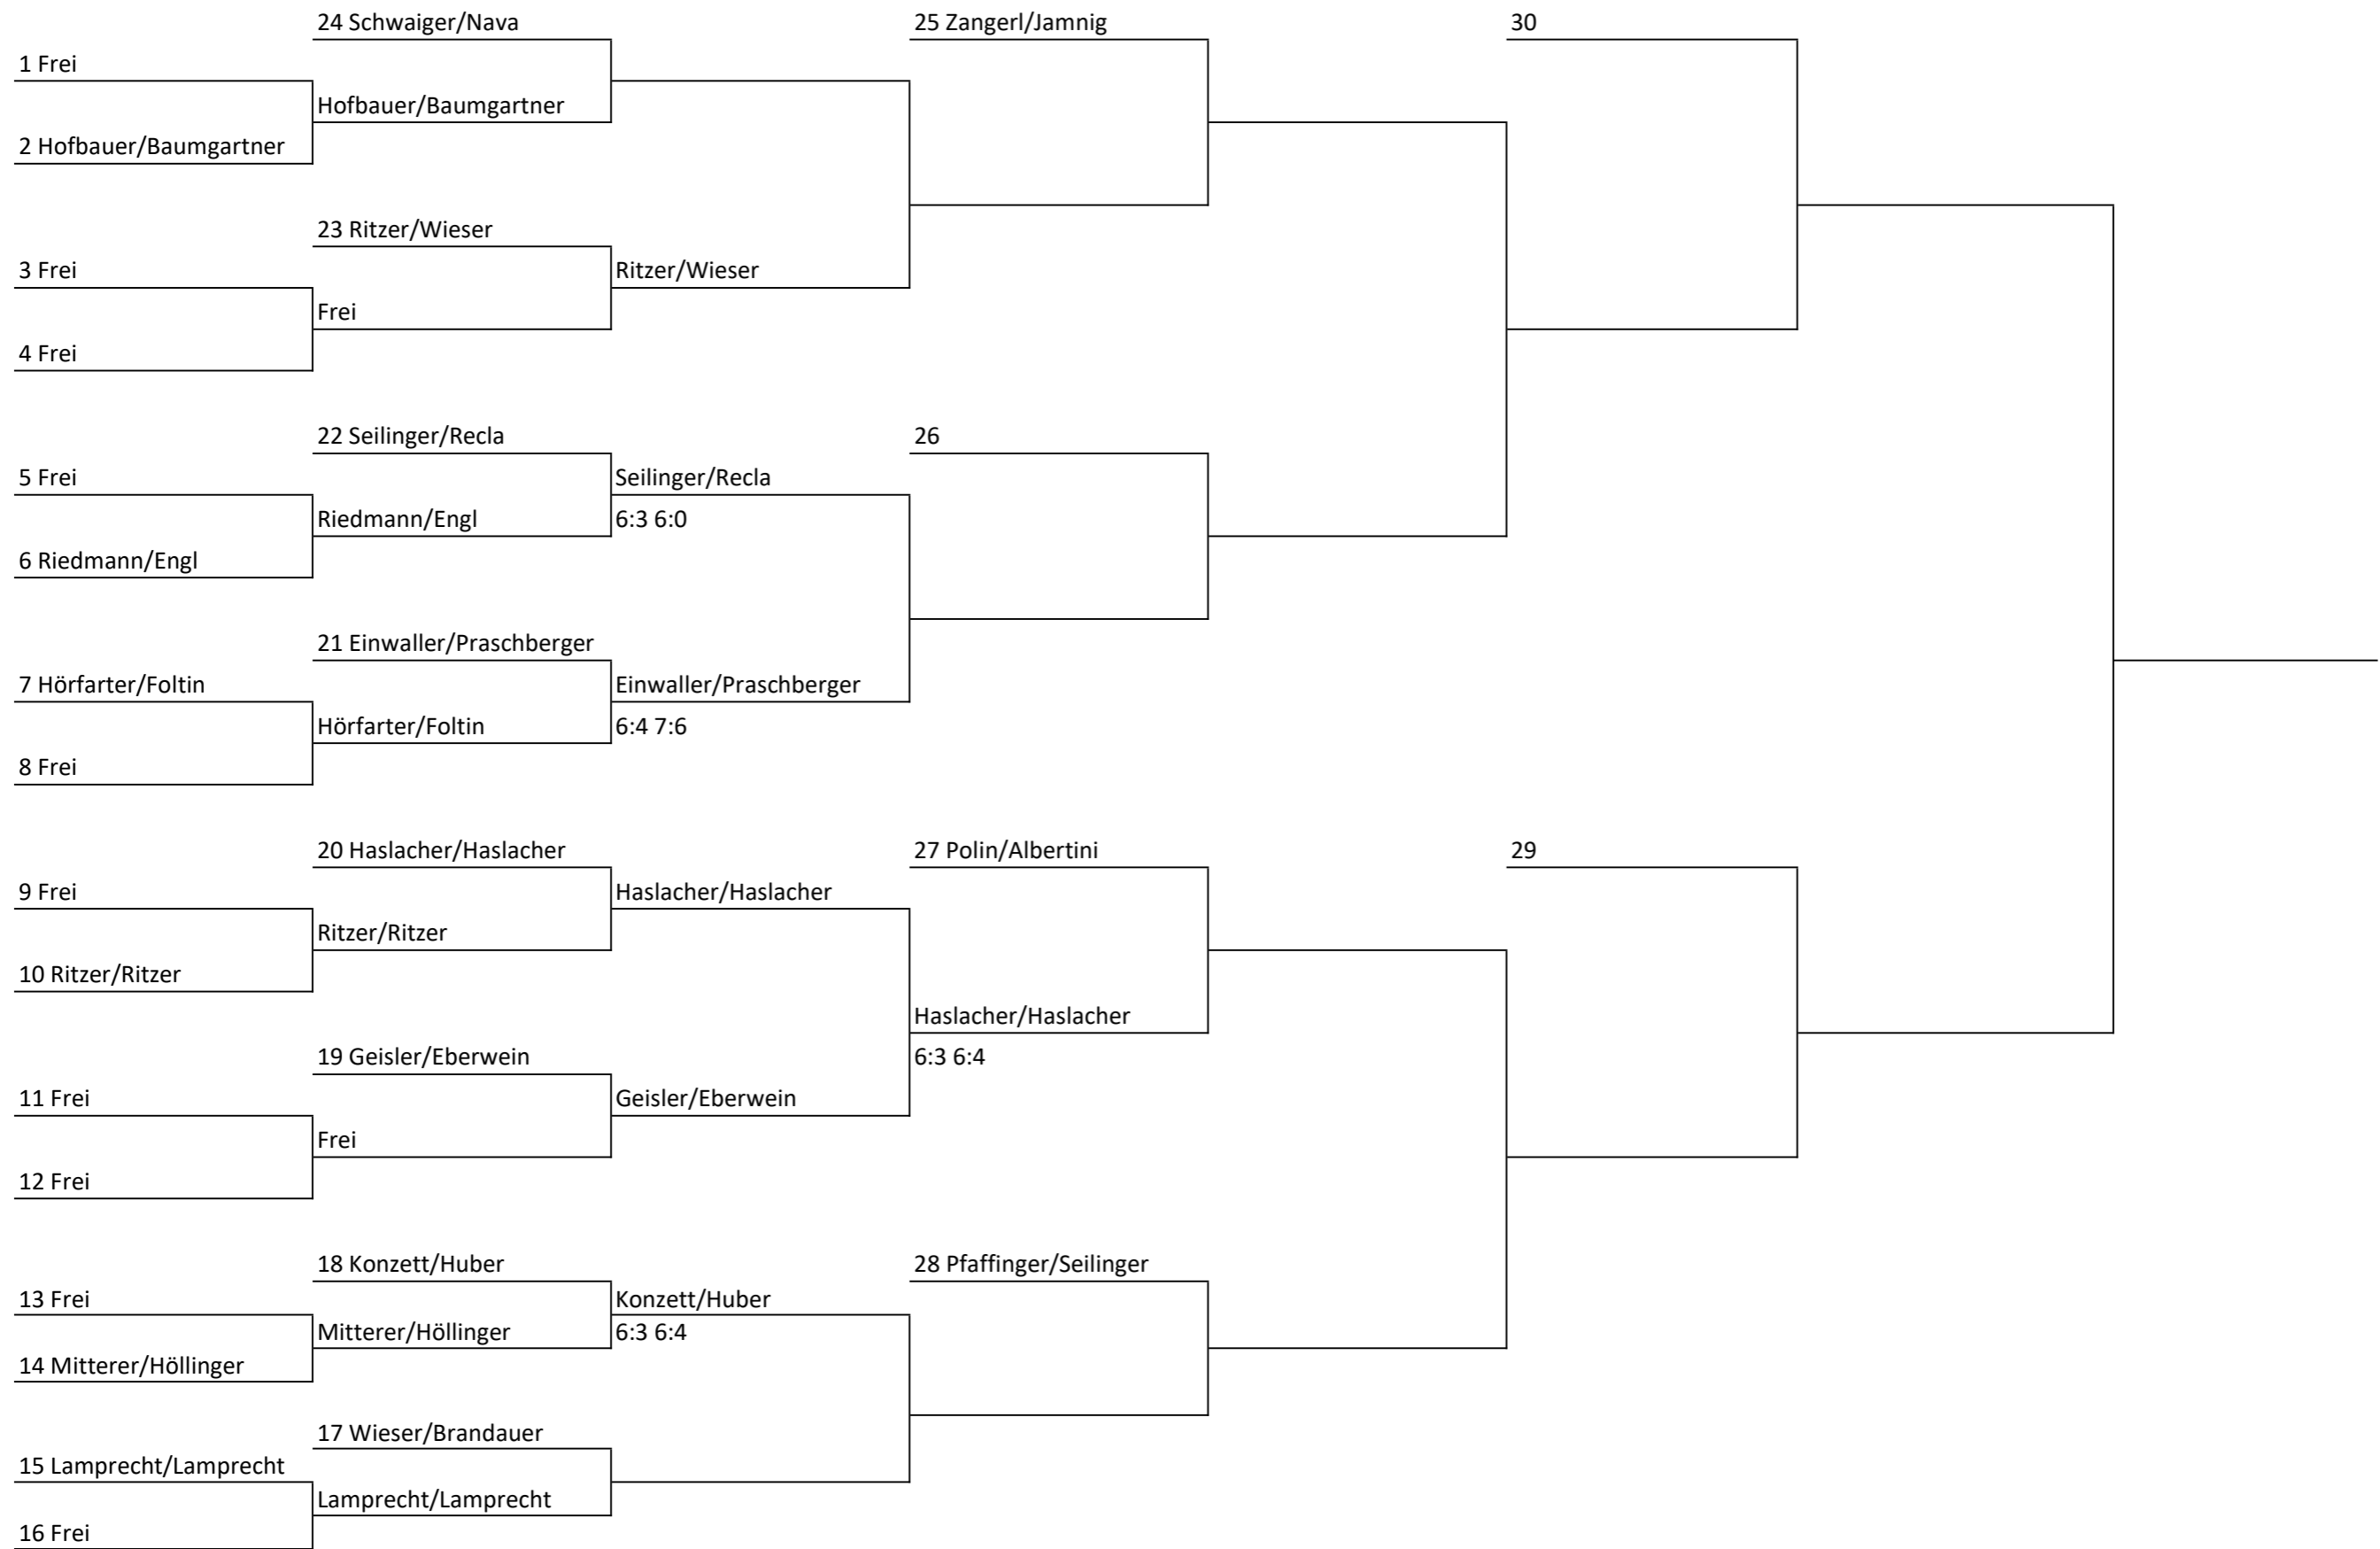 24 Schwaiger/Nava
25 Zangerl/Jamnig
30
1 Frei
Hofbauer/Baumgartner
2 Hofbauer/Baumgartner
23 Ritzer/Wieser
3 Frei
Ritzer/Wieser
Frei
4 Frei
22 Seilinger/Recla
26
5 Frei
Seilinger/Recla
Riedmann/Engl
6:3 6:0
6 Riedmann/Engl
21 Einwaller/Praschberger
7 Hörfarter/Foltin
Einwaller/Praschberger
Hörfarter/Foltin
6:4 7:6
8 Frei
20 Haslacher/Haslacher
27 Polin/Albertini
29
9 Frei
Haslacher/Haslacher
Ritzer/Ritzer
10 Ritzer/Ritzer
Haslacher/Haslacher
19 Geisler/Eberwein
6:3 6:4
11 Frei
Geisler/Eberwein
Frei
12 Frei
18 Konzett/Huber
28 Pfaffinger/Seilinger
13 Frei
Konzett/Huber
Mitterer/Höllinger
6:3 6:4
14 Mitterer/Höllinger
17 Wieser/Brandauer
15 Lamprecht/Lamprecht
Lamprecht/Lamprecht
16 Frei